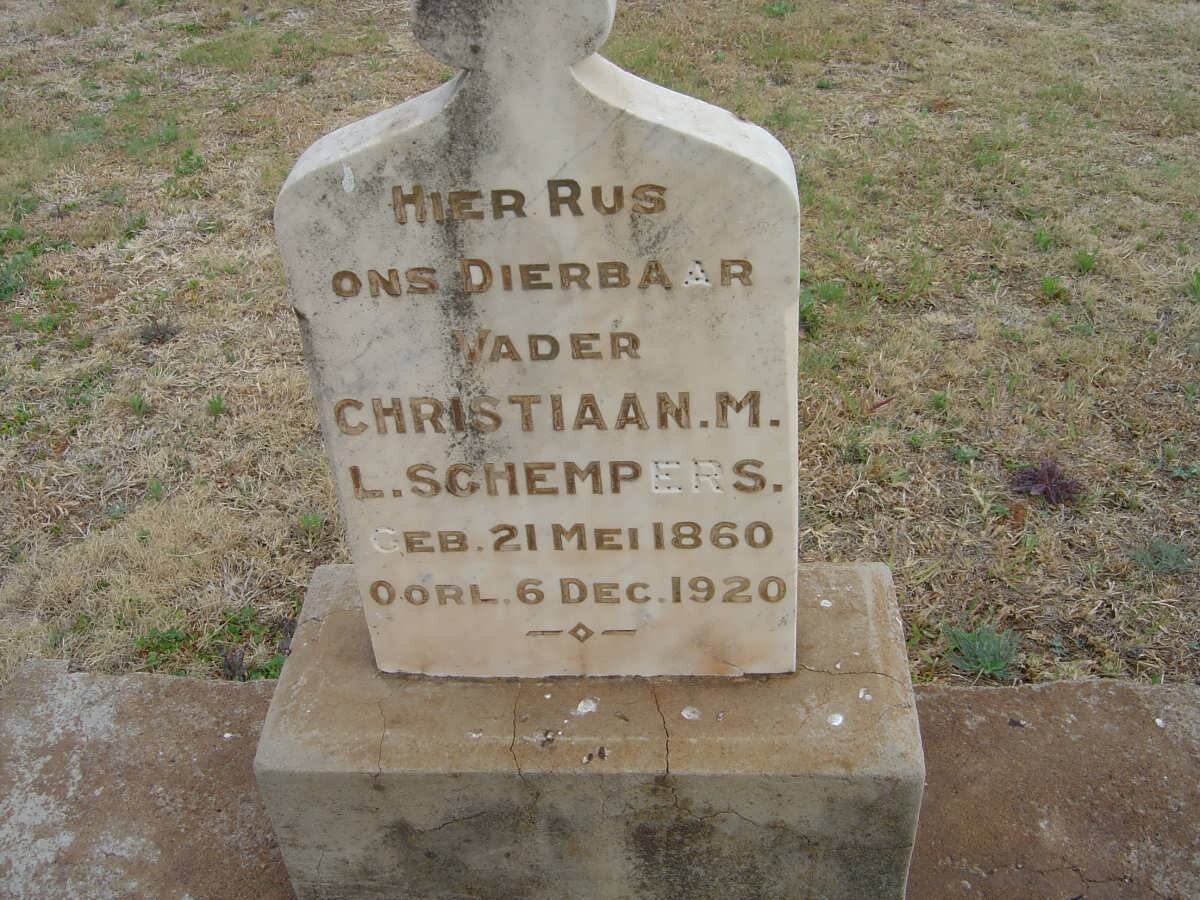 HIER RUS
ONS DIERBAAR
VADER
CHRISTIAAN.M.
L.SCHEMPERS.
GEB.21 MEI 1860
OORL.6 DEC.1920